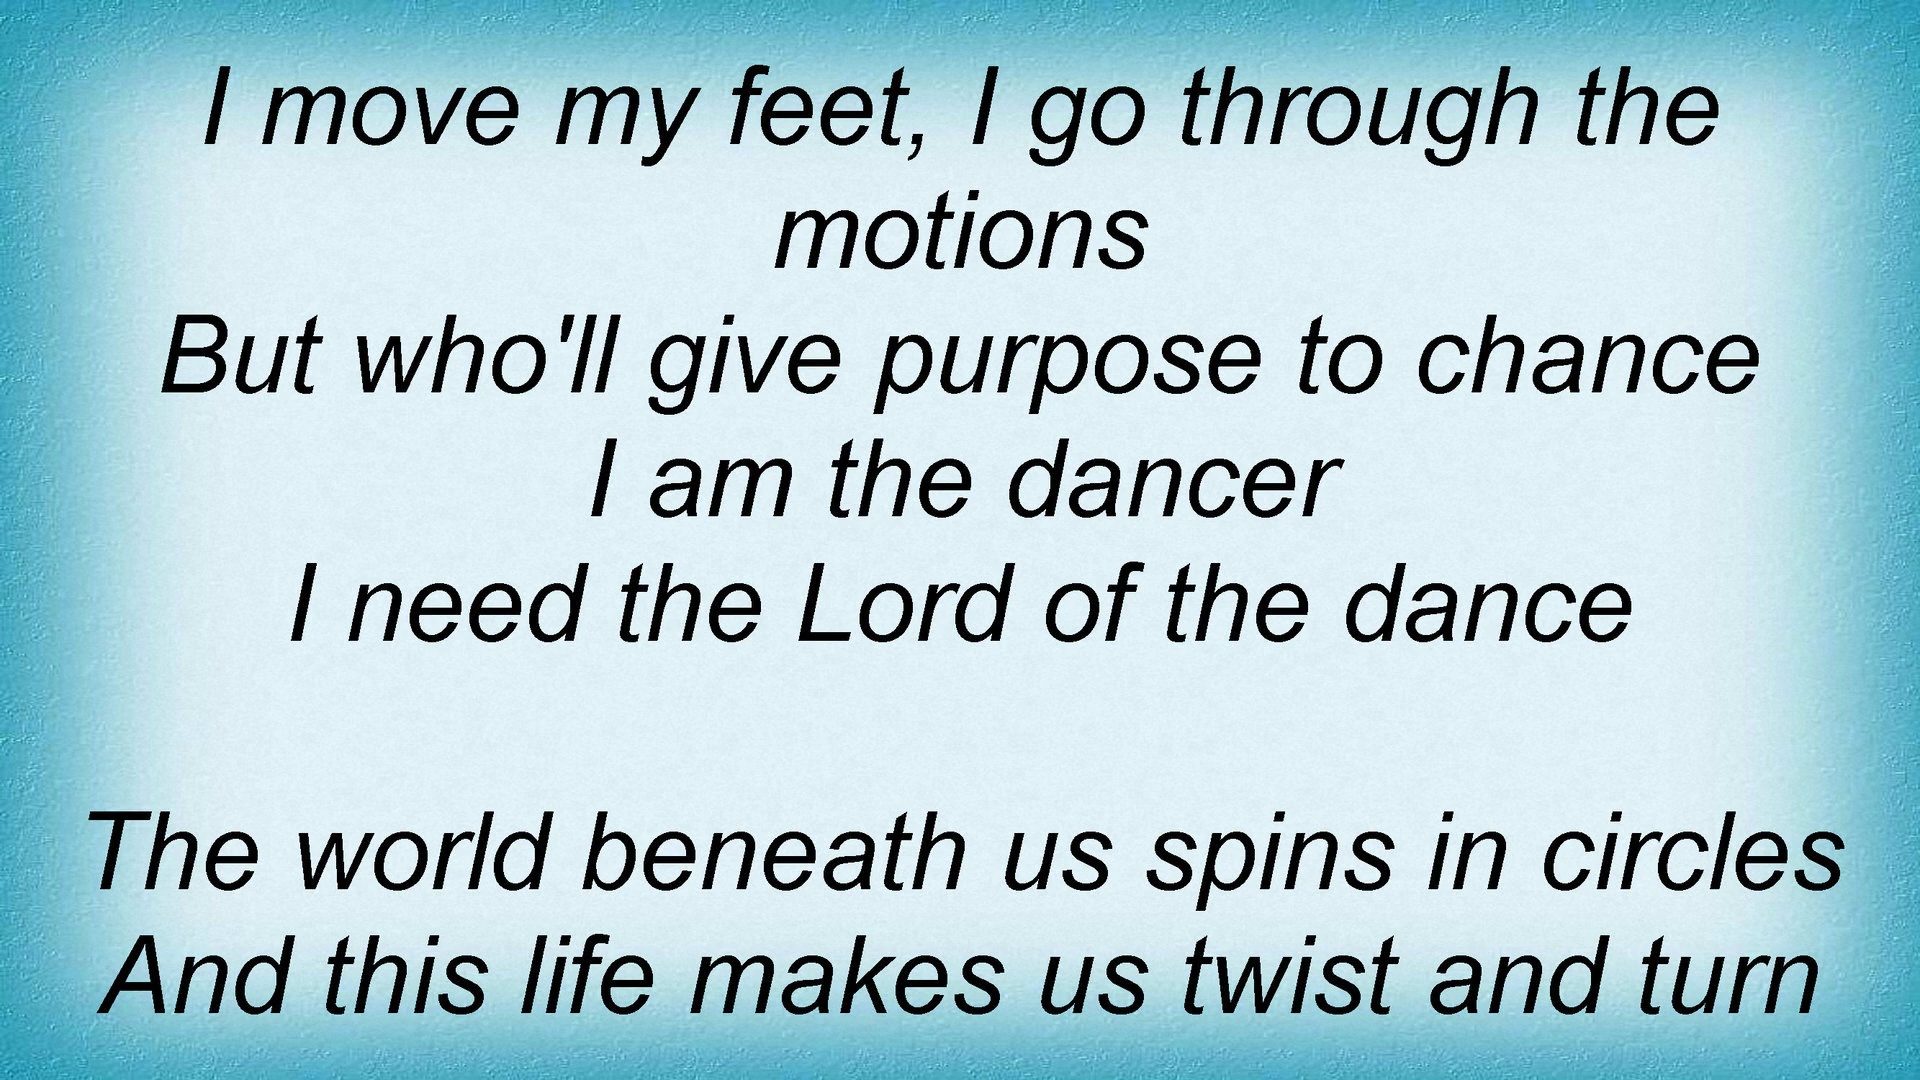 I move my feet, I go through the
motions
But who'll give purpose to chance
I am the dancer
I need the Lord of the dance
The world beneath us spins in circles
And this life makes us twist and turn